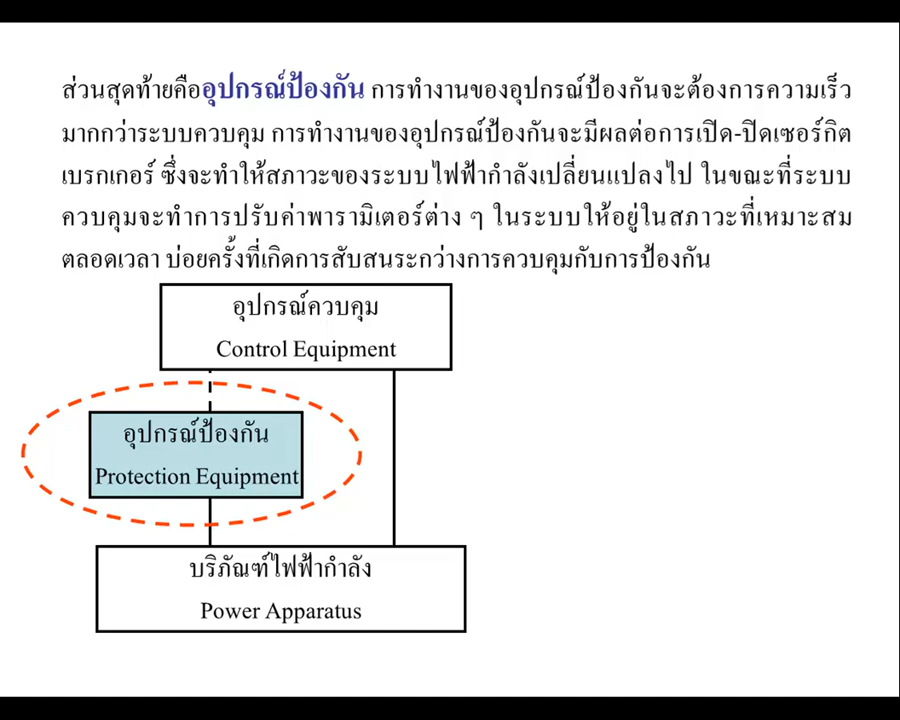 ส่วนสุดท้ายคืออุปกรณ์ป้องกัน การทำงานของอุปกรณ์ป้องกันจะต้องการความเร็ว
มากกว่าระบบควบคุม การทำงานของอุปกรณ์ป้องกันจะมีผลต่อการเปิด-ปิดเซอร์กิต
เบรกเกอร์ ซึ่งจะทำให้สภาวะของระบบไฟฟ้ากำลังเปลี่ยนแปลงไป ในขณะที่ระบบ
ควบคุมจะทำการปรับค่าพารามิเตอร์ต่าง ๆ ในระบบให้อยู่ในสภาวะที่เหมาะสม
ตลอดเวลา บ่อยครั้งที่เกิดการสับสนระกว่างการควบคุมกับการป้องกัน
อุปกรณ์ควบคุม
Control Equipment
อุปกรณ์ป้องกัน
Protection Equipment
บริภัณฑ์ไฟฟ้ากำลัง
Power Apparatus